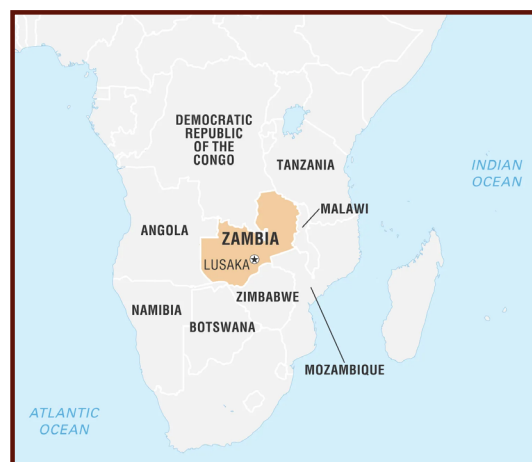 DEMOCRATIC
REPUBLIC
OF THE
CONGO
TANZANIA
INDIAN
OCEAN
MALAWI
ANGOLA
ZAMBIA
LUSAKA
ZIMBABWE
NAMIBIA
BOTSWANA
MOZAMBIQUE
ATLANTIC
OCEAN